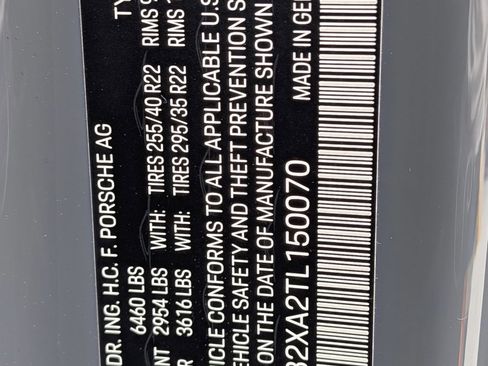 DR. ING. H.C. F. PORSCHE AG TY
6460 LBS
NT 2954 LBS WITH: TIRES 255/40 R22 RIMS
R 3616 LBS WITH: TIRES 295/35 R22 RIMS
ICLE CONFORMS TO ALL APPLICABLE U.S
VEHICLE SAFETY AND THEFT PREVENTION S
ON THE DATE OF MANUFACTURE SHOWN
2XA2TL150070 MADE IN GE